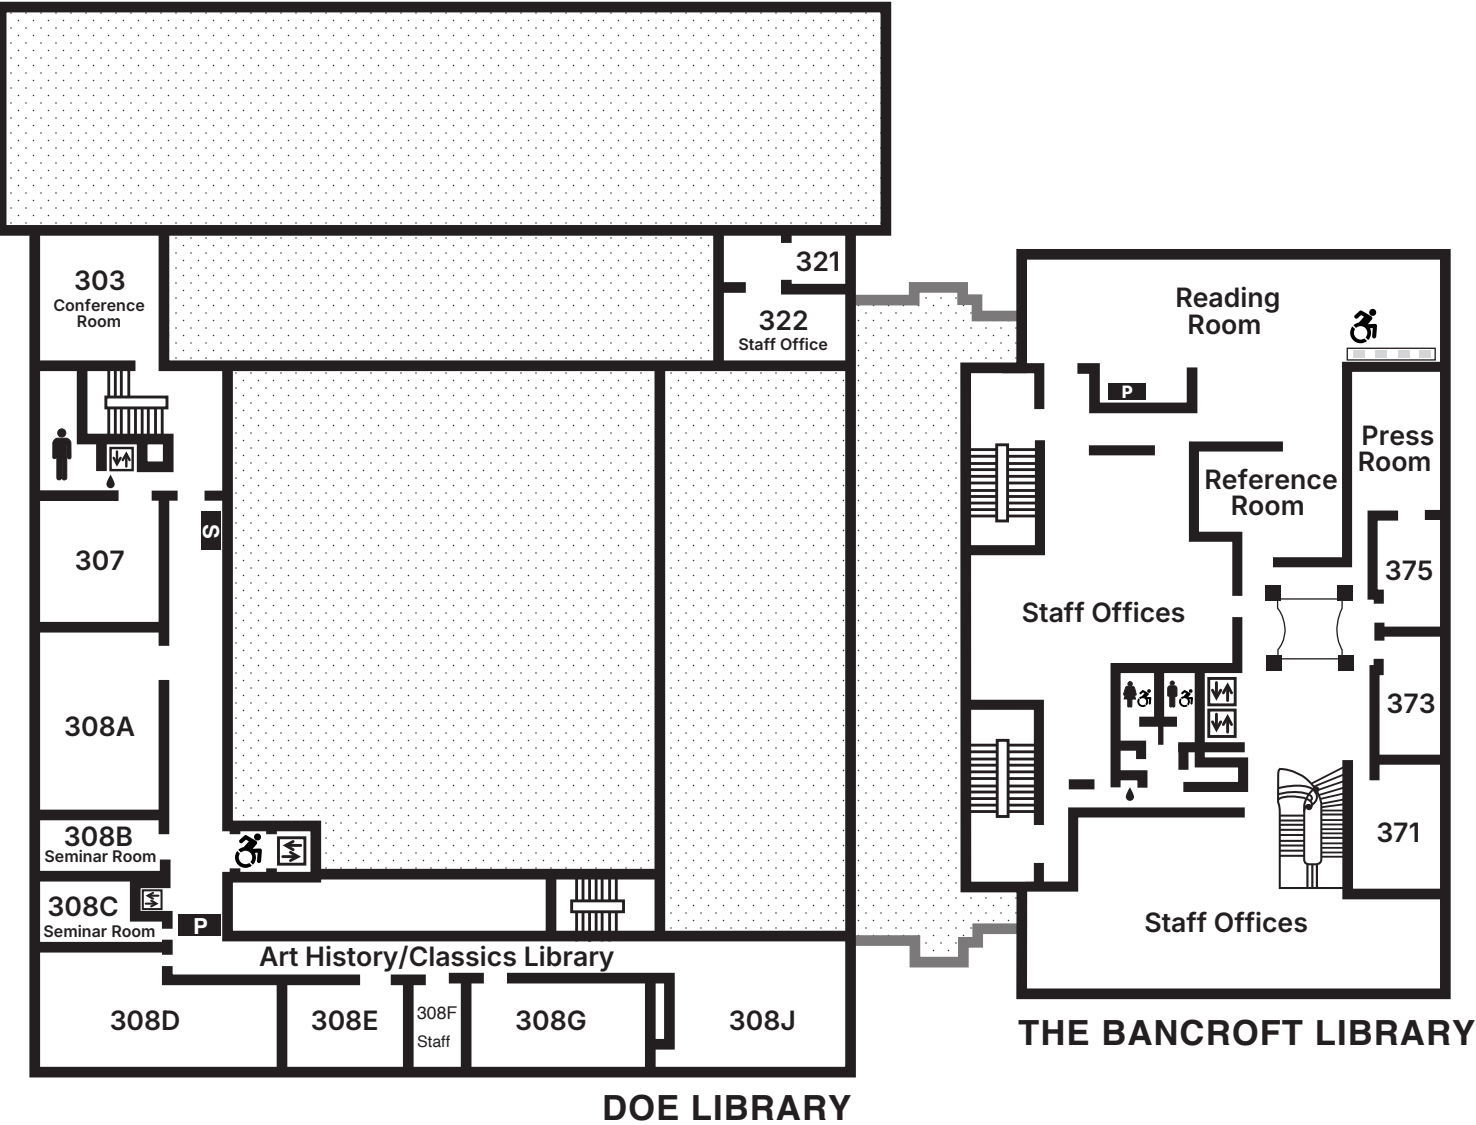 303
Conference
Room
321
322
Staff Office
S
307
308A
308B
Seminar Room
308C
Seminar Room
P
Art History/Classics Library
308D
308E
308F
Staff
308G
308J
DOE LIBRARY
Reading
Room
P
Press
Room
Reference
Room
375
Staff Offices
373
371
Staff Offices
THE BANCROFT LIBRARY